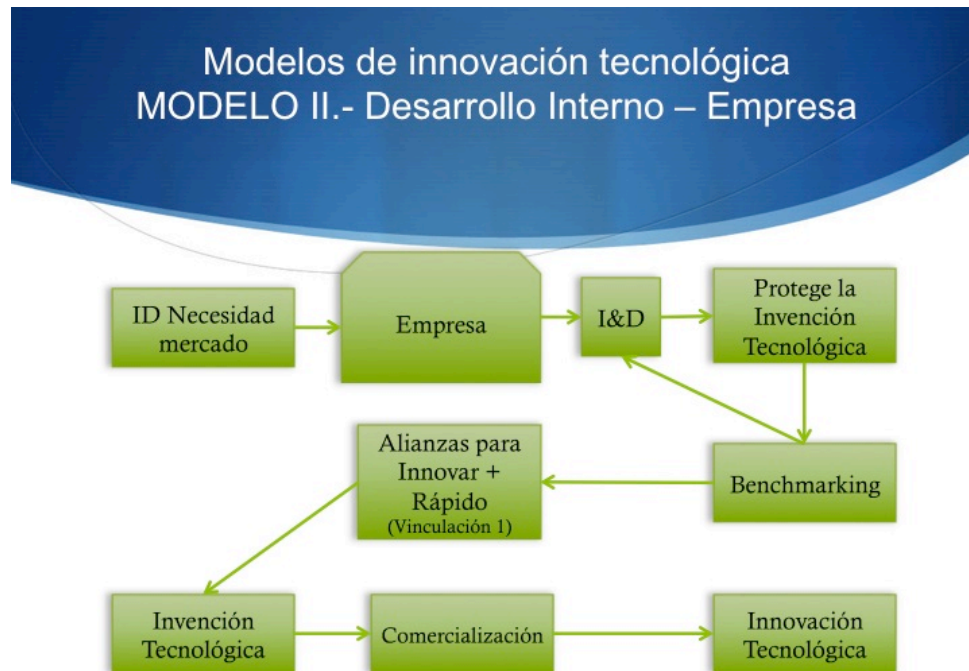 Modelos de innovación tecnológica
MODELO II.- Desarrollo Interno – Empresa
ID Necesidad
mercado
Empresa
I&D
Protege la
Invención
Tecnológica
Alianzas para
Innovar +
Rápido
(Vinculación 1)
Benchmarking
Invención
Tecnológica
Comercialización
Innovación
Tecnológica